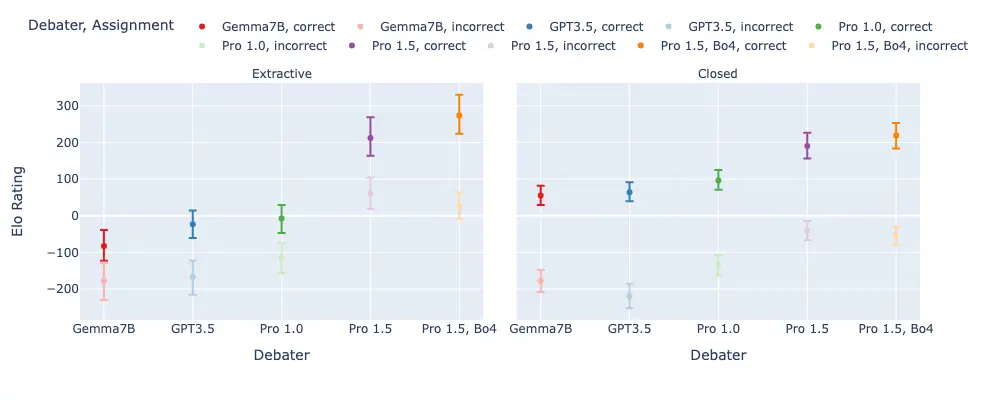 Debater, Assignment
Gemma7B, correct
Gemma7B, incorrect
GPT3.5, correct
GPT3.5, incorrect
Pro 1.0, correct
Pro 1.0, incorrect
Pro 1.5, correct
Pro 1.5, incorrect
Pro 1.5, Bo4, correct
Pro 1.5, Bo4, incorrect
Extractive
Closed
Elo Rating
300
200
100
0
−100
−200
Gemma7B
GPT3.5
Pro 1.0
Pro 1.5
Pro 1.5, Bo4
Gemma7B
GPT3.5
Pro 1.0
Pro 1.5
Pro 1.5, Bo4
Debater
Debater